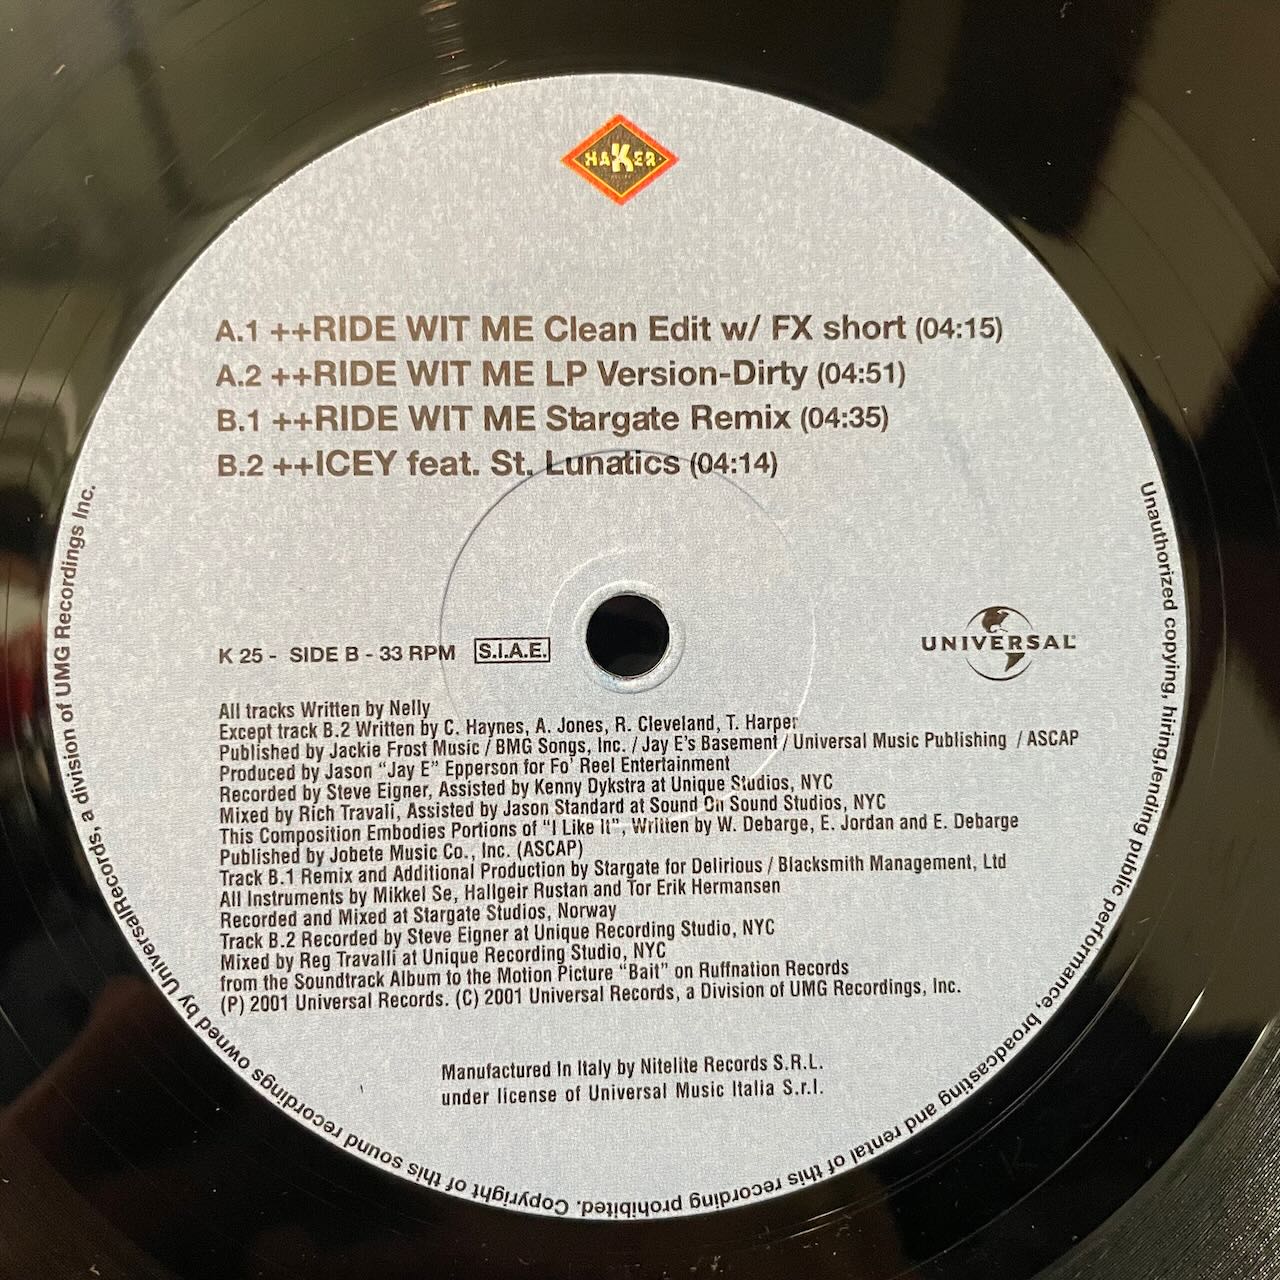 HAKER
A.1 ++RIDE WIT ME Clean Edit w/ FX short (04:15)
A.2 ++RIDE WIT ME LP Version-Dirty (04:51)
B.1 ++RIDE WIT ME Stargate Remix (04:35)
B.2 ++ICEY feat. St. Lunatics (04:14)
K 25 - SIDE B - 33 RPM S.I.A.E.
UNIVERSAL
All tracks Written by Nelly
Except track B.2 Written by C. Haynes, A. Jones, R. Cleveland, T. Harper
Published by Jackie Frost Music / BMG Songs, Inc. / Jay E's Basement / Universal Music Publishing / ASCAP
Produced by Jason "Jay E" Epperson for Fo' Reel Entertainment
Recorded by Steve Eigner, Assisted by Kenny Dykstra at Unique Studios, NYC
Mixed by Rich Travali, Assisted by Jason Standard at Sound On Sound Studios, NYC
This Composition Embodies Portions of "I Like It", Written by W. Debarge, E. Jordan and E. Debarge
Published by Jobete Music Co., Inc. (ASCAP)
Track B.1 Remix and Additional Production by Stargate for Delirious / Blacksmith Management, Ltd
All Instruments by Mikkel Se, Hallgeir Rustan and Tor Erik Hermansen
Recorded and Mixed at Stargate Studios, Norway
Track B.2 Recorded by Steve Eigner at Unique Recording Studio, NYC
Mixed by Reg Travalli at Unique Recording Studio, NYC
from the Soundtrack Album to the Motion Picture "Bait" on Ruffnation Records
(P) 2001 Universal Records. (C) 2001 Universal Records, a Division of UMG Recordings, Inc.
Manufactured In Italy by Nitelite Records S.R.L.
under license of Universal Music Italia S.r.l.
Unauthorized copying, hiring,lending public performance, broadcasting and rental of this recording prohibited. Copyright of this sound recordings owned by UniversalRecords, a division of UMG Recordings Inc.